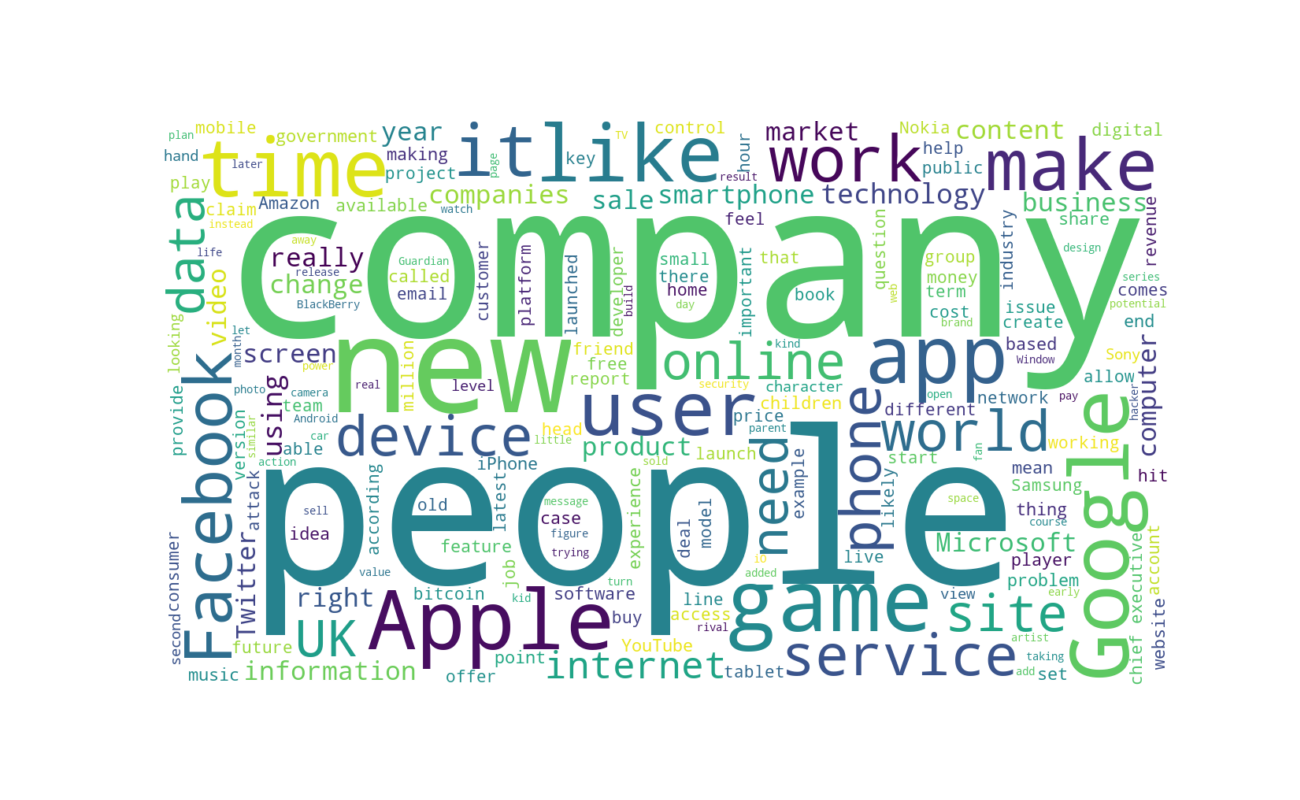 plan
mobile
government
year
it
like
TV
control
hour
market
work
Nokia
content
digital
hand
later
time
making
project
page
key
result
help
public
make
play
Amazon
available
companies
watch
sale
smartphone
technology
business
claim
instead
data
feel
share
revenue
company
away
Guardian
really
release
change
called
BlackBerry
email
customer
platform
launched
developer
small
there
home
build
day
important
that
book
question
web
group
money
term
cost
brand
industry
design
series
comes
potential
issue
create
end
life
video
looking
let
month
screen
power
new
million
friend
free
report
online
kind
security
app
based
Window
Sony
allow
computer
hacker
provide
Facebook
photo
version
similar
using
camera
team
Android
real
level
user
character
children
price
parent
phone
different
network
open
pay
car
able
action
device
head
little
product
world
working
fan
start
Google
attack
according
iPhone
launch
sold
need
example
likely
mean
Samsung
hit
sell
old
latest
people
message
case
figure
trying
experience
deal
model
space
thing
course
idea
feature
live
Microsoft
player
second
consumer
Twitter
value
job
turn
IO
added
view
problem
early
chief executive
account
website
right
bitcoin
kid
software
buy
line
access
rival
game
site
artist
future
UK
Apple
point
YouTube
service
taking
music
information
offer
internet
tablet
add
set